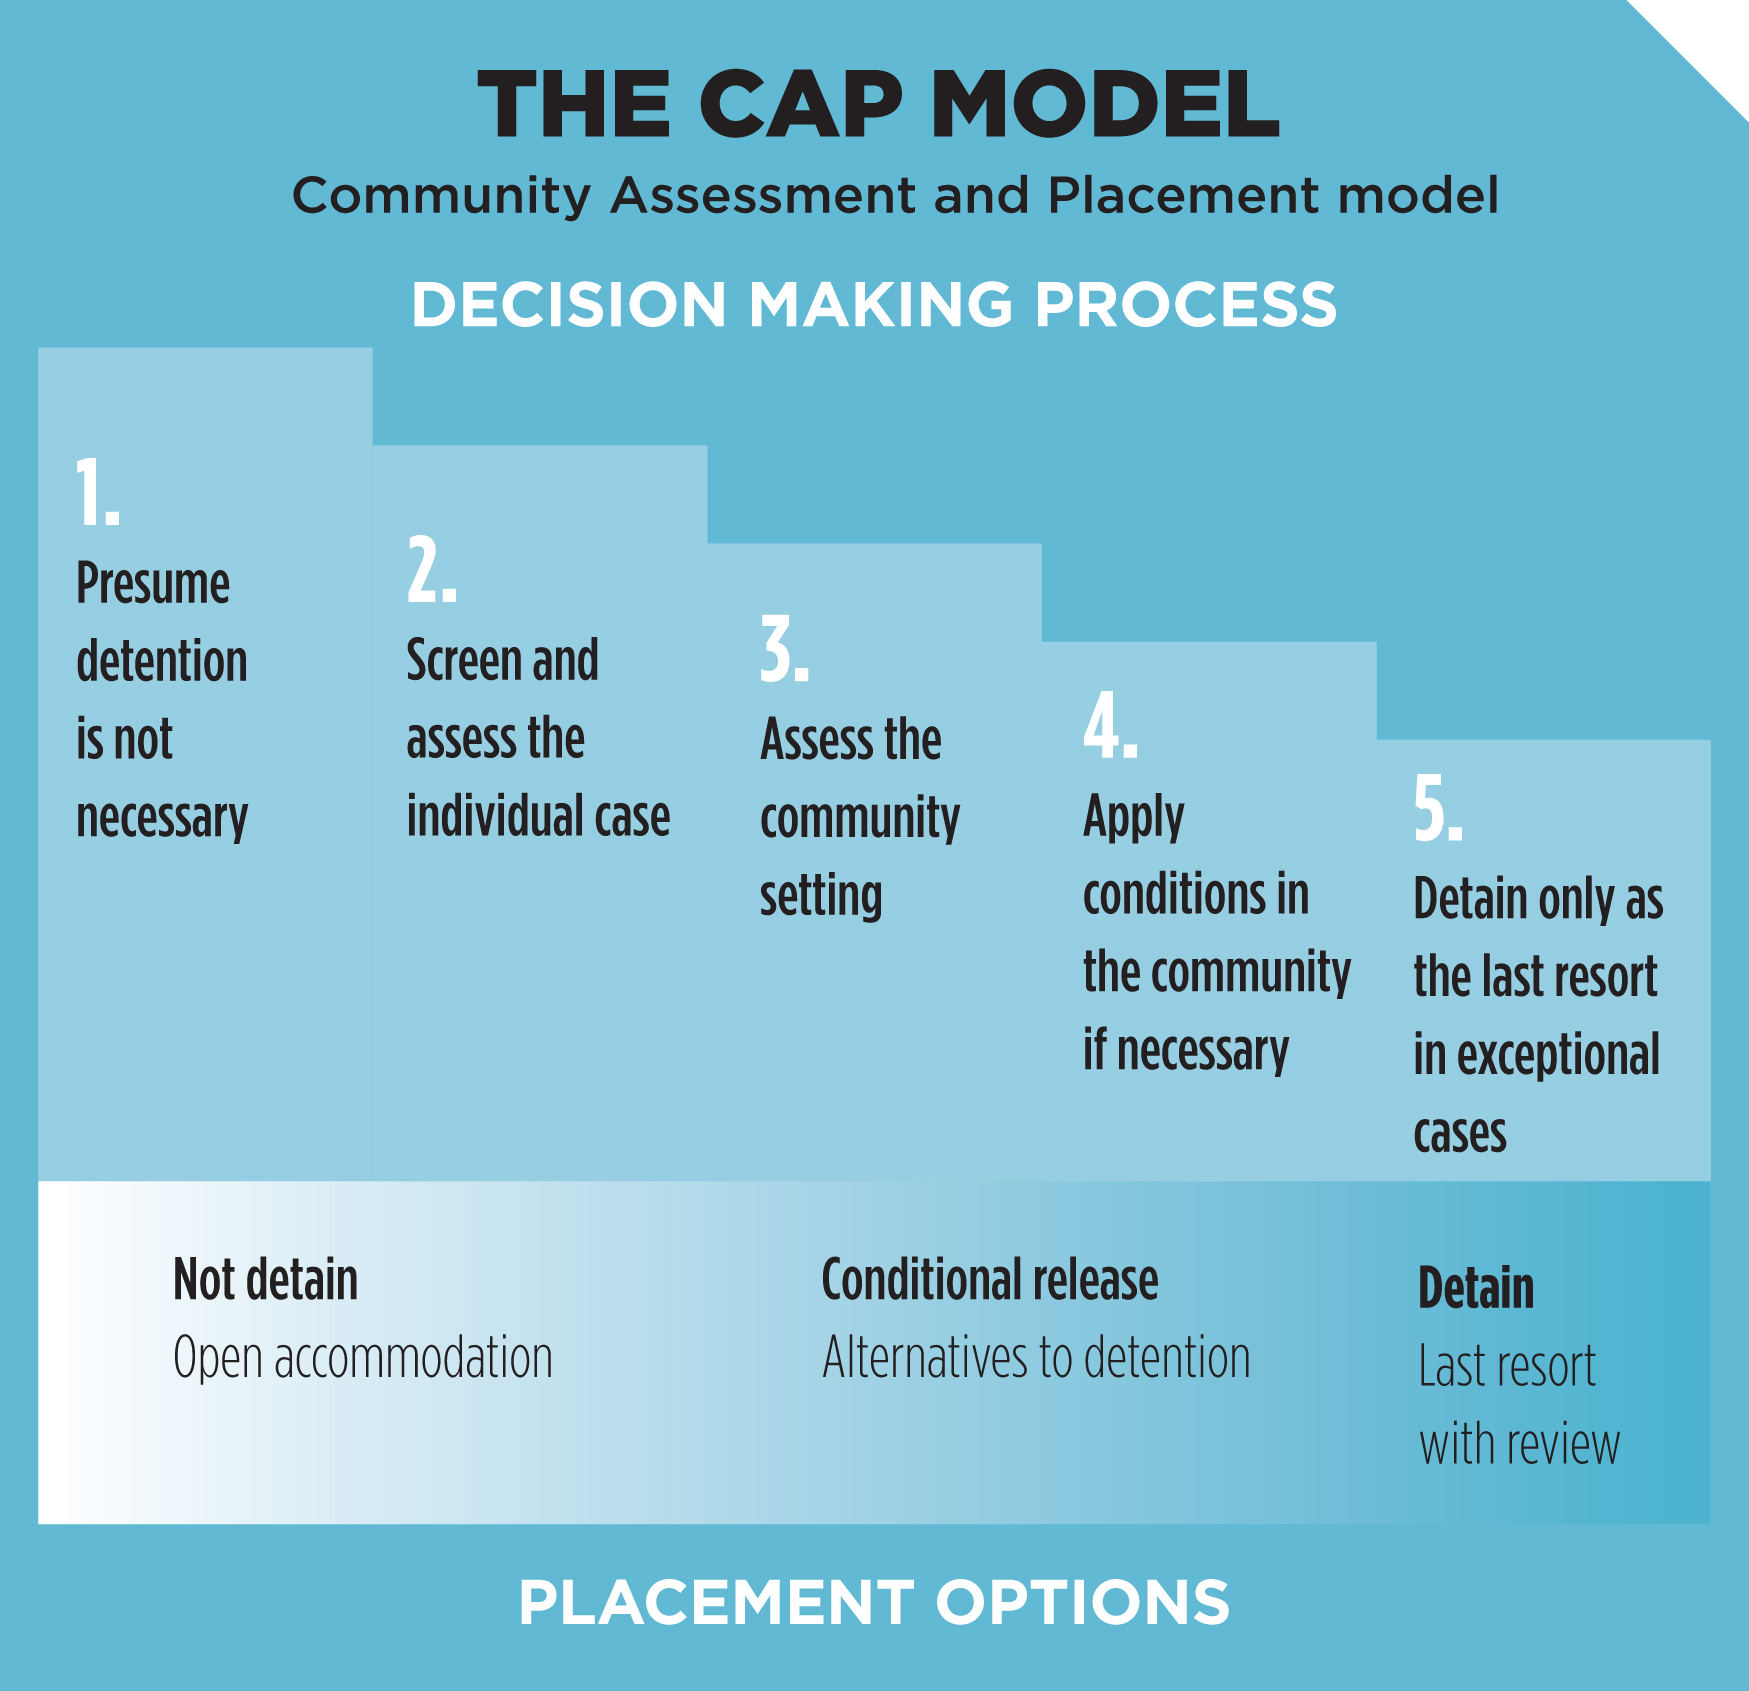 THE CAP MODEL
Community Assessment and Placement model
DECISION MAKING PROCESS
1.
Presume
detention
is not
necessary
2.
Screen and
assess the
individual case
3.
Assess the
community
setting
4.
Apply
conditions in
the community
if necessary
5.
Detain only as
the last resort
in exceptional
cases
Not detain
Open accommodation
Conditional release
Alternatives to detention
Detain
Last resort
with review
PLACEMENT OPTIONS